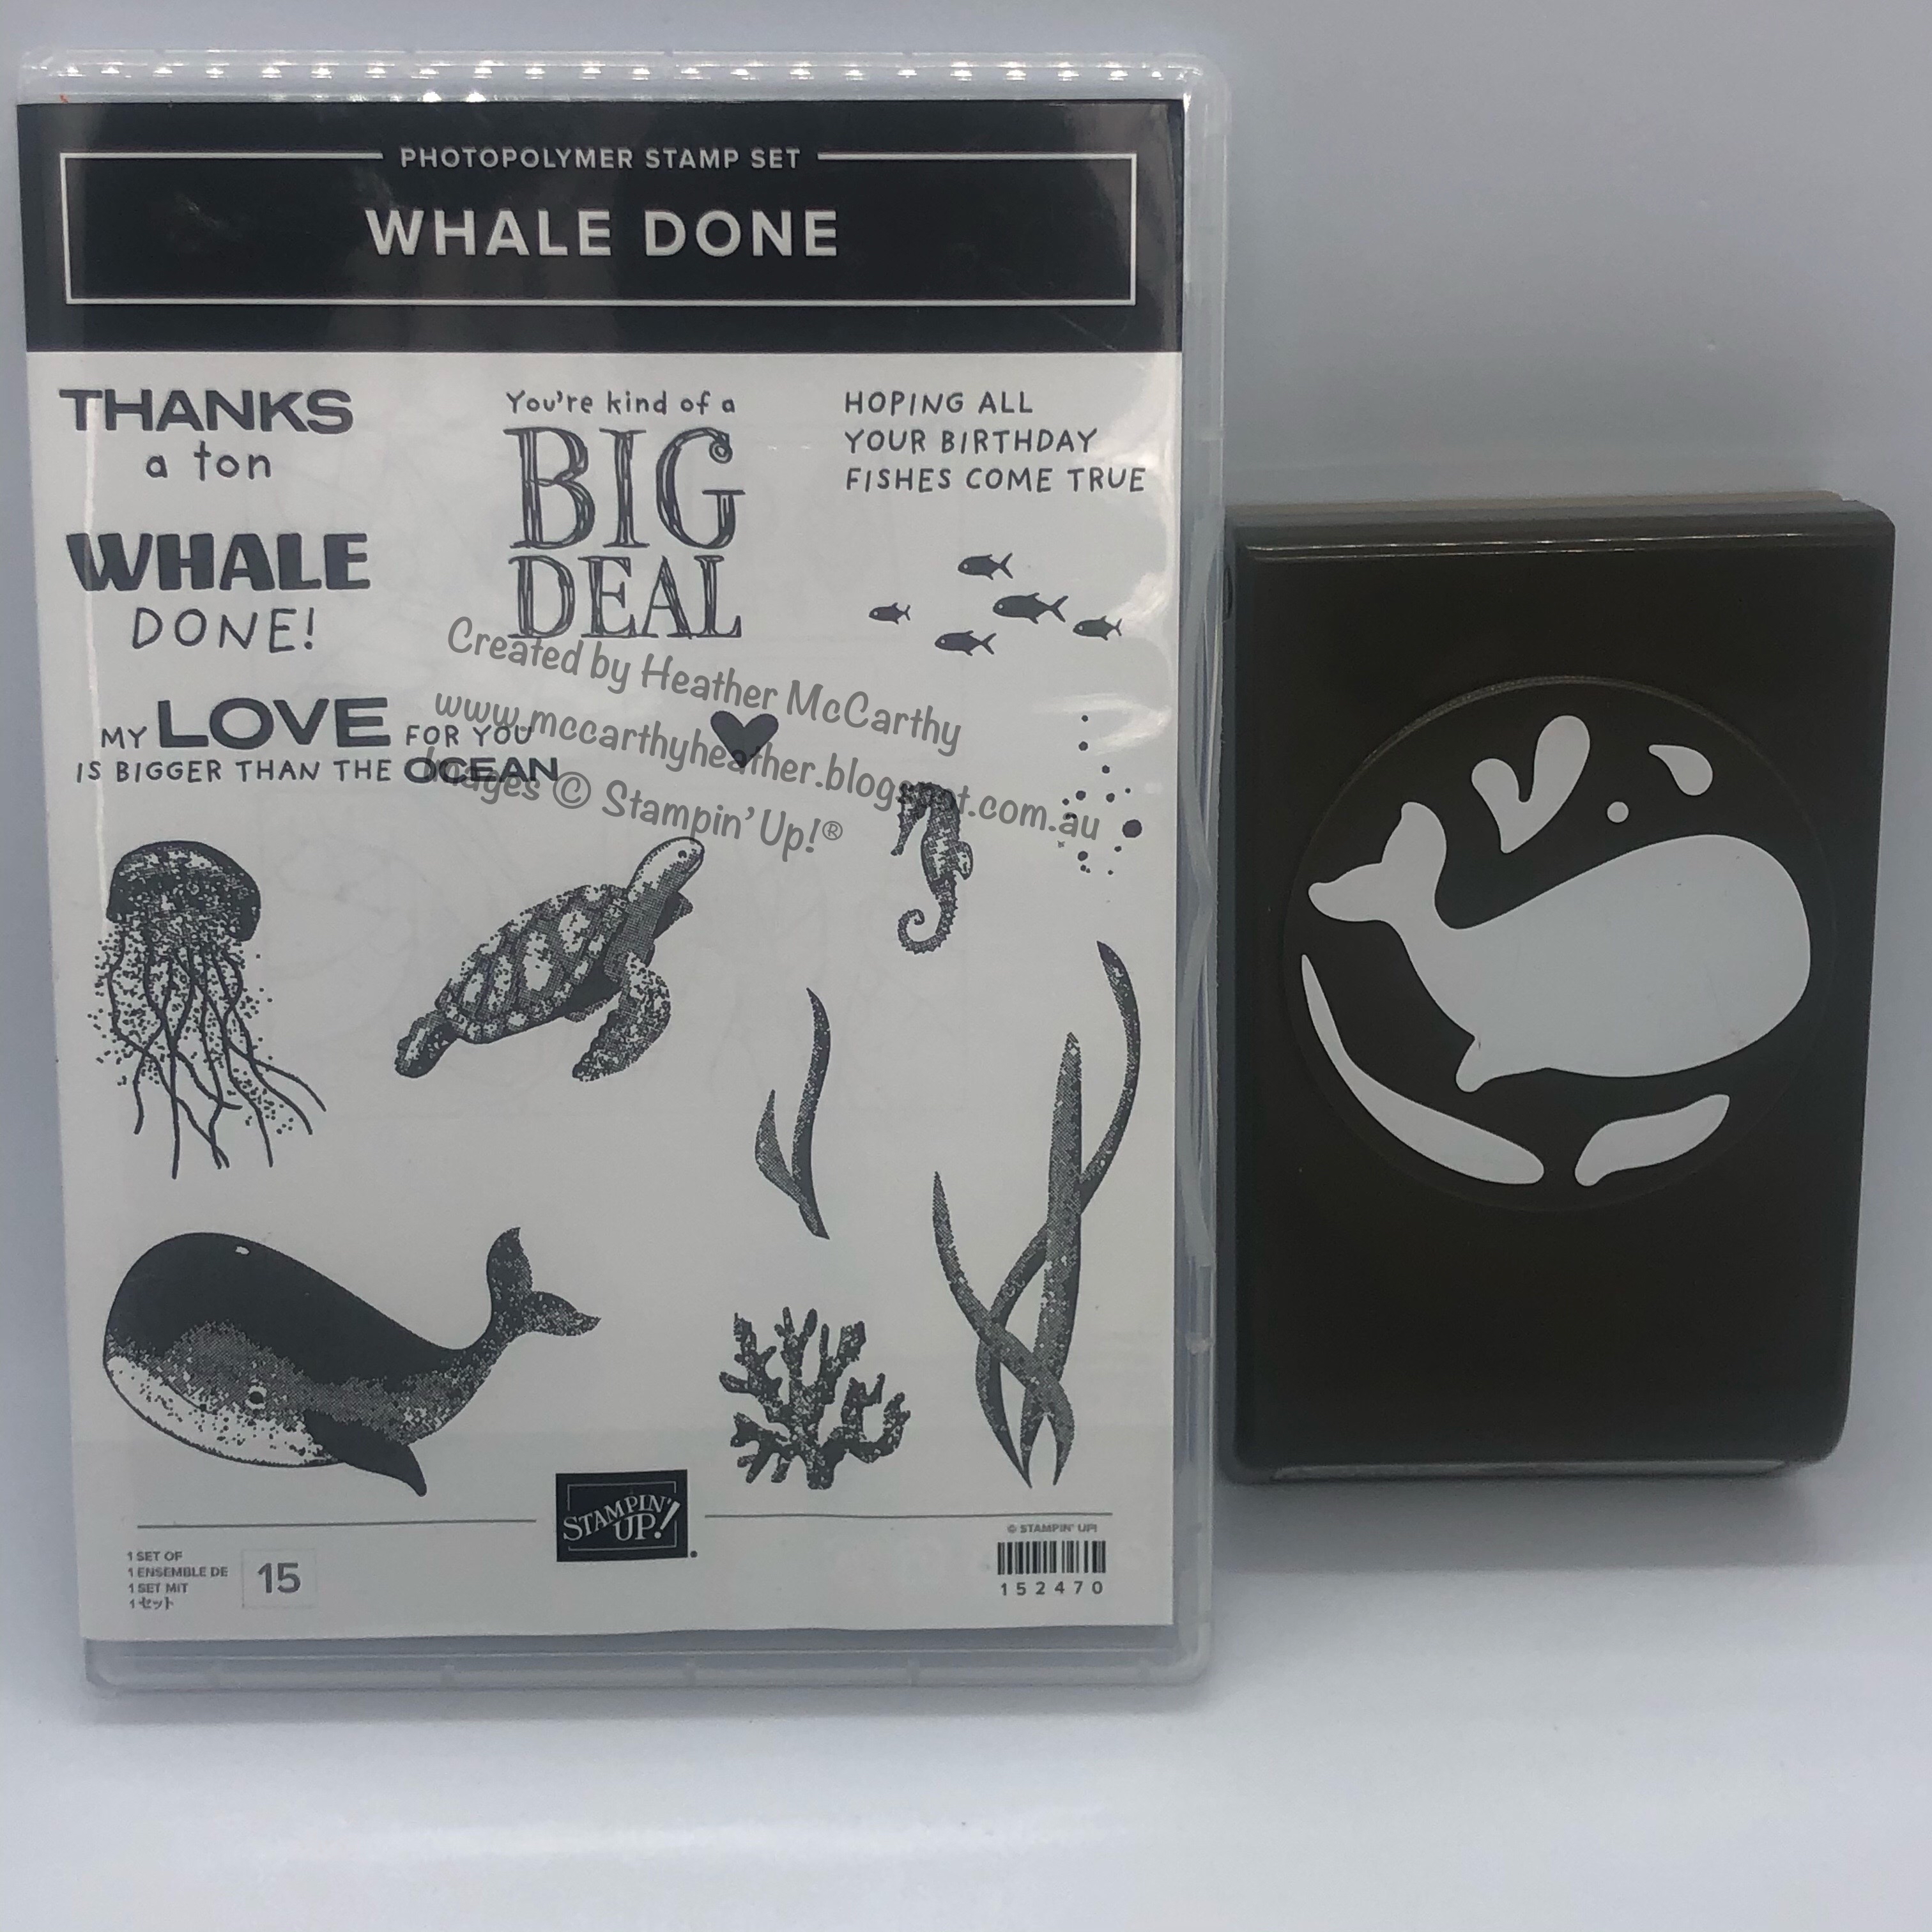 PHOTOPOLYMER STAMP SET
WHALE DONE
THANKS
a ton
You're kind of a
BIG
DEAL
HOPING ALL
YOUR BIRTHDAY
FISHES COME TRUE
WHALE
DONE!
MY LOVE FOR YOU
IS BIGGER THAN THE OCEAN
Created by Heather McCarthy
www.mccarthyheather.blogspot.com.au
Images © Stampin' Up!®
STAMPIN'
UP!®
1 SET OF
1 ENSEMBLE DE
1 SET MIT
1セット
15
© STAMPIN' UP!
152470